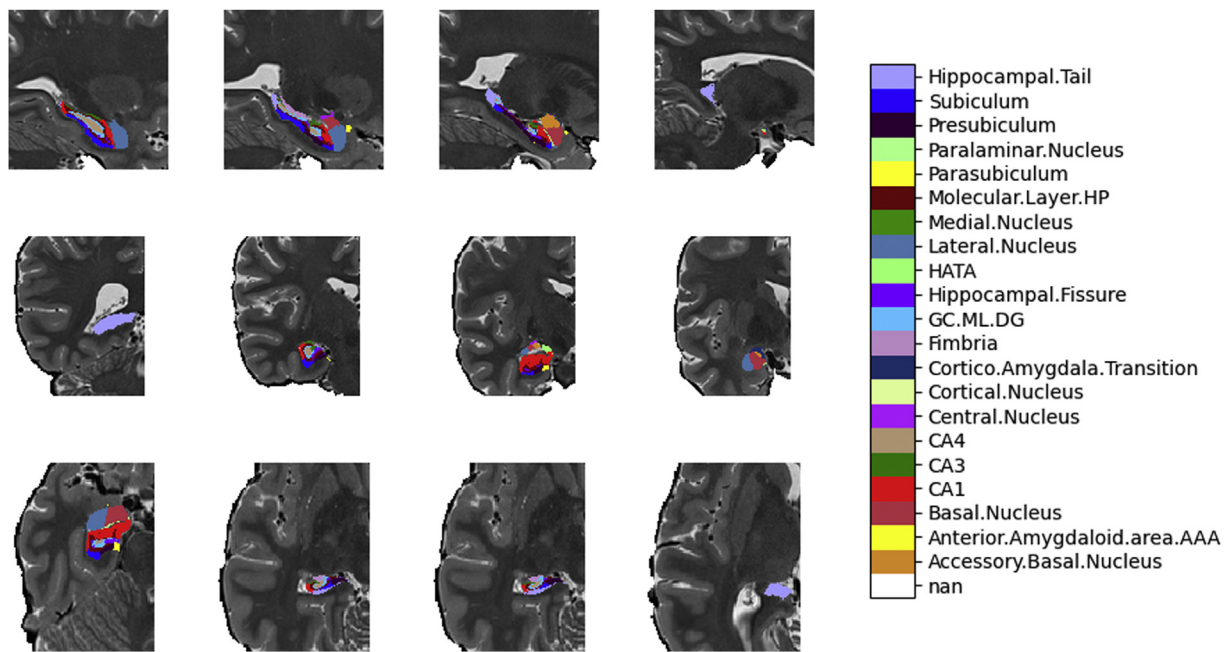 Hippocampal.Tail
Subiculum
Presubiculum
Paralaminar.Nucleus
Parasubiculum
Molecular.Layer.HP
Medial.Nucleus
Lateral.Nucleus
HATA
Hippocampal.Fissure
GC.ML.DG
Fimbria
Cortico.Amygdala.Transition
Cortical.Nucleus
Central.Nucleus
CA4
CA3
CA1
Basal.Nucleus
Anterior.Amygdaloid.area.AAA
Accessory.Basal.Nucleus
nan